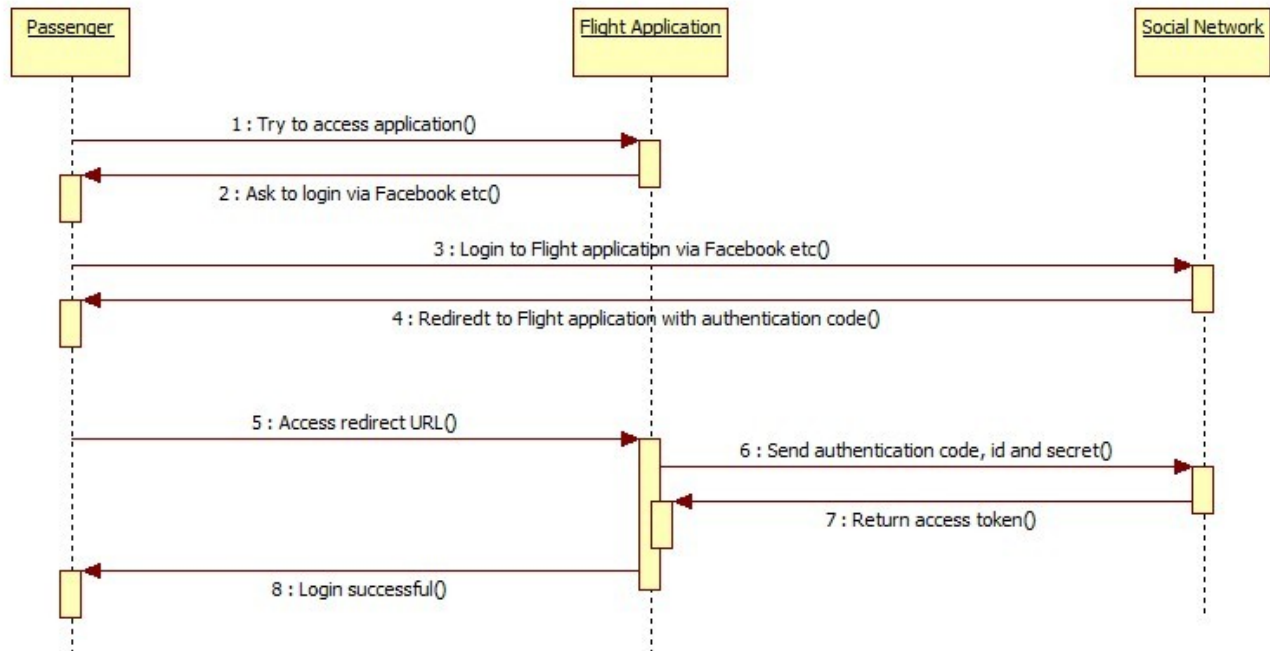 Passenger
Flight Application
Social Network
1 : Try to access application()
2 : Ask to login via Facebook etc()
3 : Login to Flight application via Facebook etc()
4 : Rediredt to Flight application with authentication code()
5 : Access redirect URL()
6 : Send authentication code, id and secret()
7 : Return access token()
8 : Login successful()